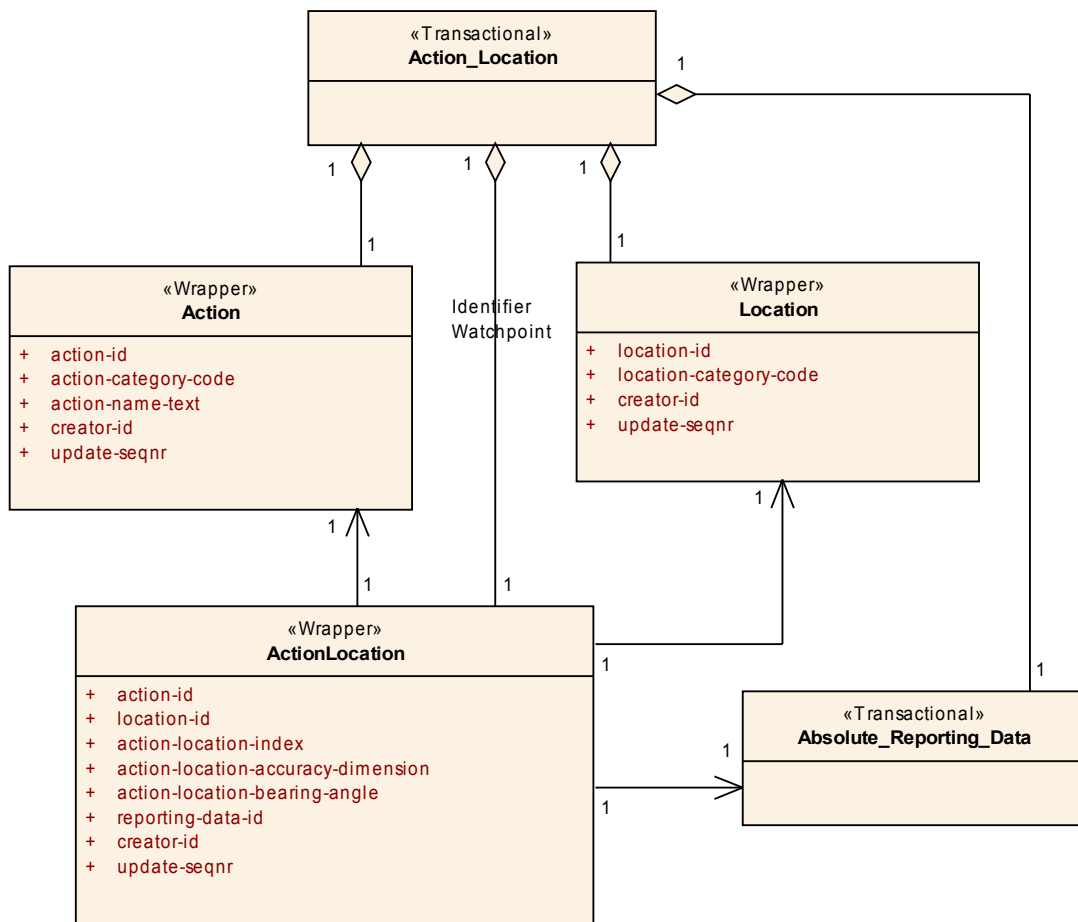 «Transactional»
Action_Location
1
1
1
1
1
1
1
«Wrapper»
Action
+ action-id
+ action-category-code
+ action-name-text
+ creator-id
+ update-seqnr
Identifier
Watchpoint
«Wrapper»
Location
+ location-id
+ location-category-code
+ creator-id
+ update-seqnr
1
1
1
1
«Wrapper»
ActionLocation
+ action-id
+ location-id
+ action-location-index
+ action-location-accuracy-dimension
+ action-location-bearing-angle
+ reporting-data-id
+ creator-id
+ update-seqnr
1
1
1
«Transactional»
Absolute_Reporting_Data